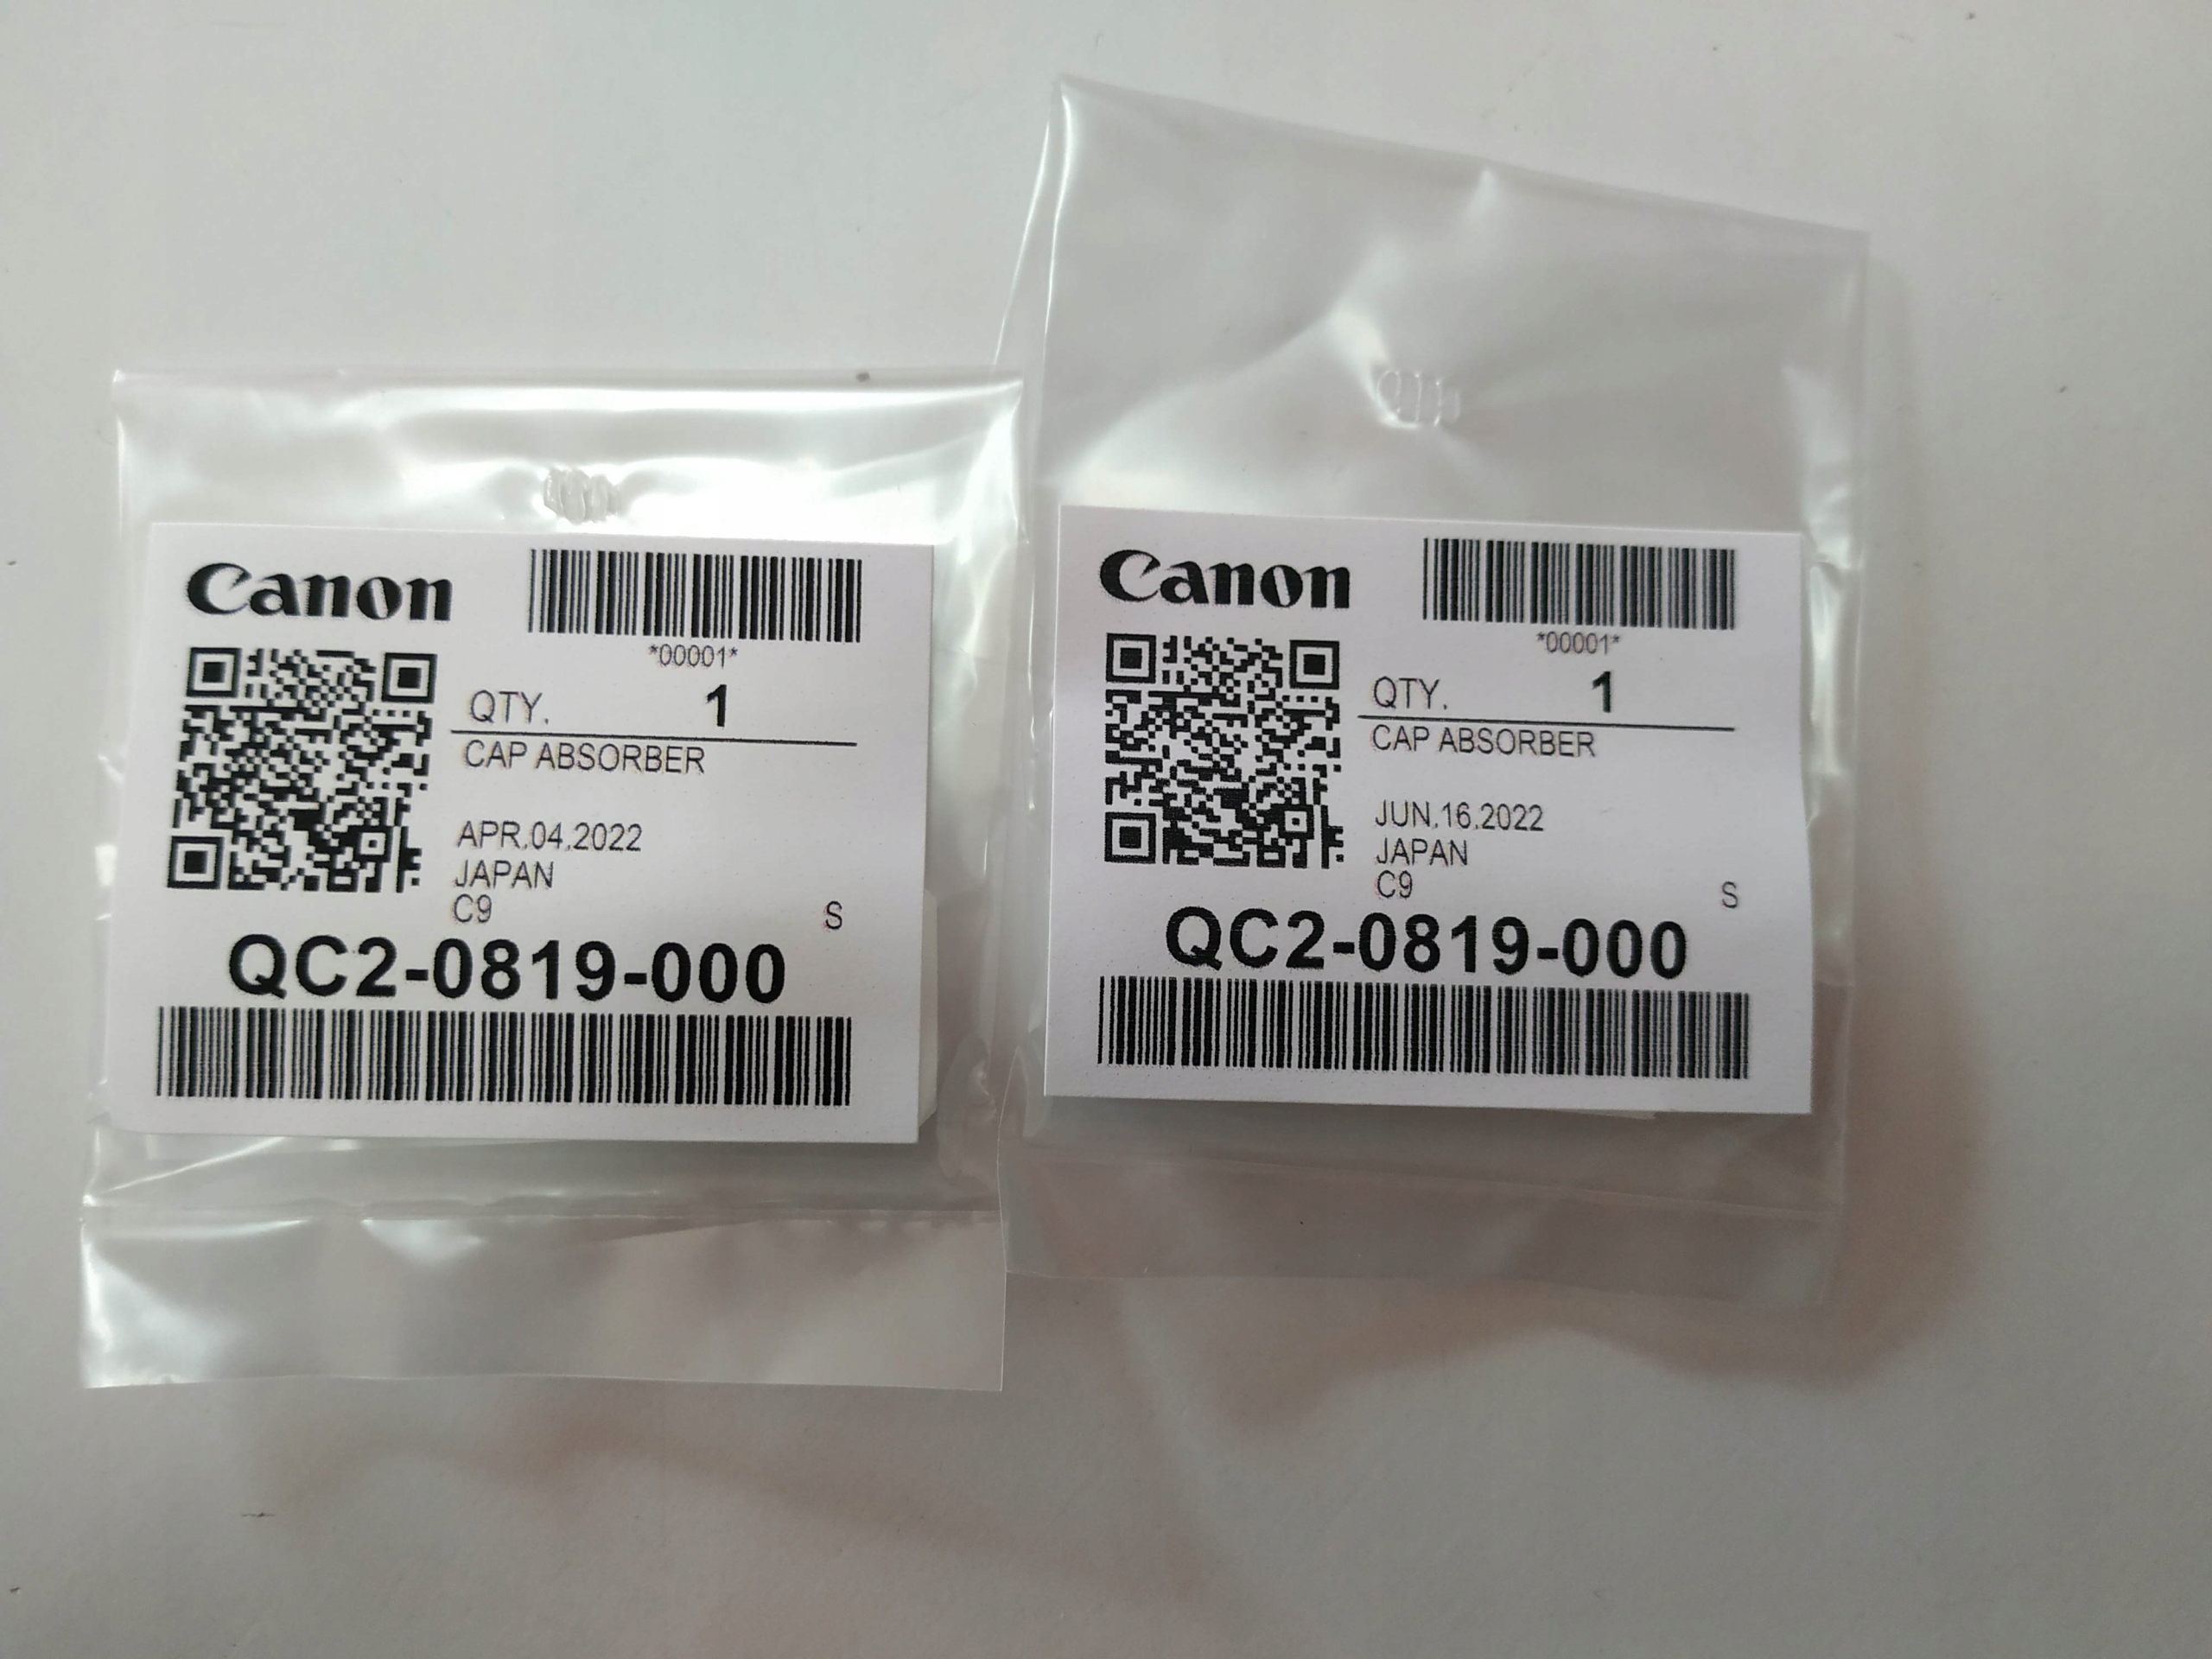 Canon
*00001*
QTY. 1
CAP ABSORBER
APR.04.2022
JAPAN
C9
S
QC2-0819-000
Canon
*00001*
QTY. 1
CAP ABSORBER
JUN.16.2022
JAPAN
C9
S
QC2-0819-000